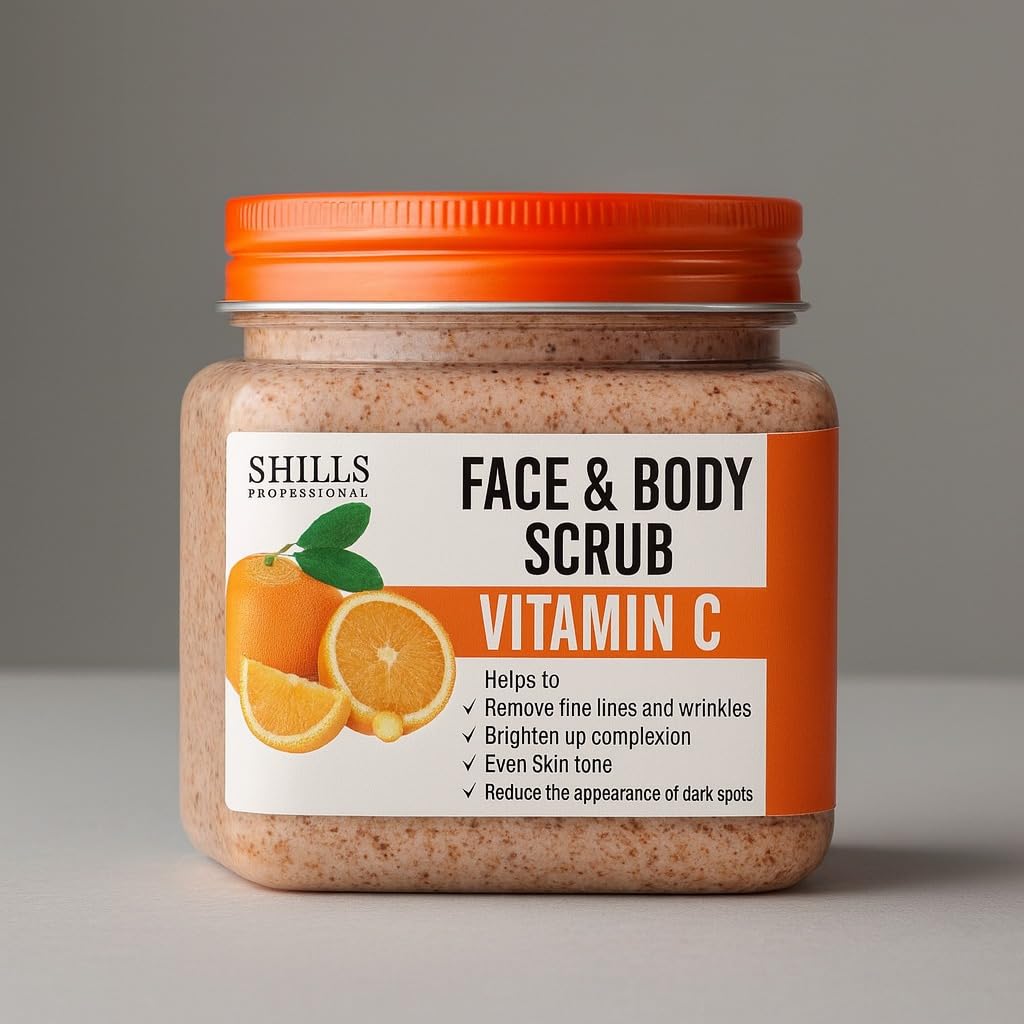 SHILLS
PROPESSIONAL
FACE & BODY
SCRUB
VITAMIN C
Helps to
✓ Remove fine lines and wrinkles
✓ Brighten up complexion
✓ Even Skin tone
✓ Reduce the appearance of dark spots